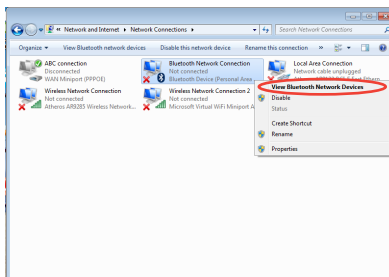 « Network and Internet ▸ Network Connections ▸
Search Network Connections
Organize ▾ View Bluetooth network devices Disable this network device Rename this connection »
ABC connection
Disconnected
WAN Miniport (PPPOE)
Bluetooth Network Connection
Not connected
Bluetooth Device (Personal Area
Local Area Connection
Network cable unplugged
Wireless Network Connection
Not connected
Atheros AR9285 Wireless Network...
Wireless Network Connection 2
Not connected
Microsoft Virtual WiFi Miniport A
View Bluetooth Network Devices
Disable
Status
Create Shortcut
Rename
Properties